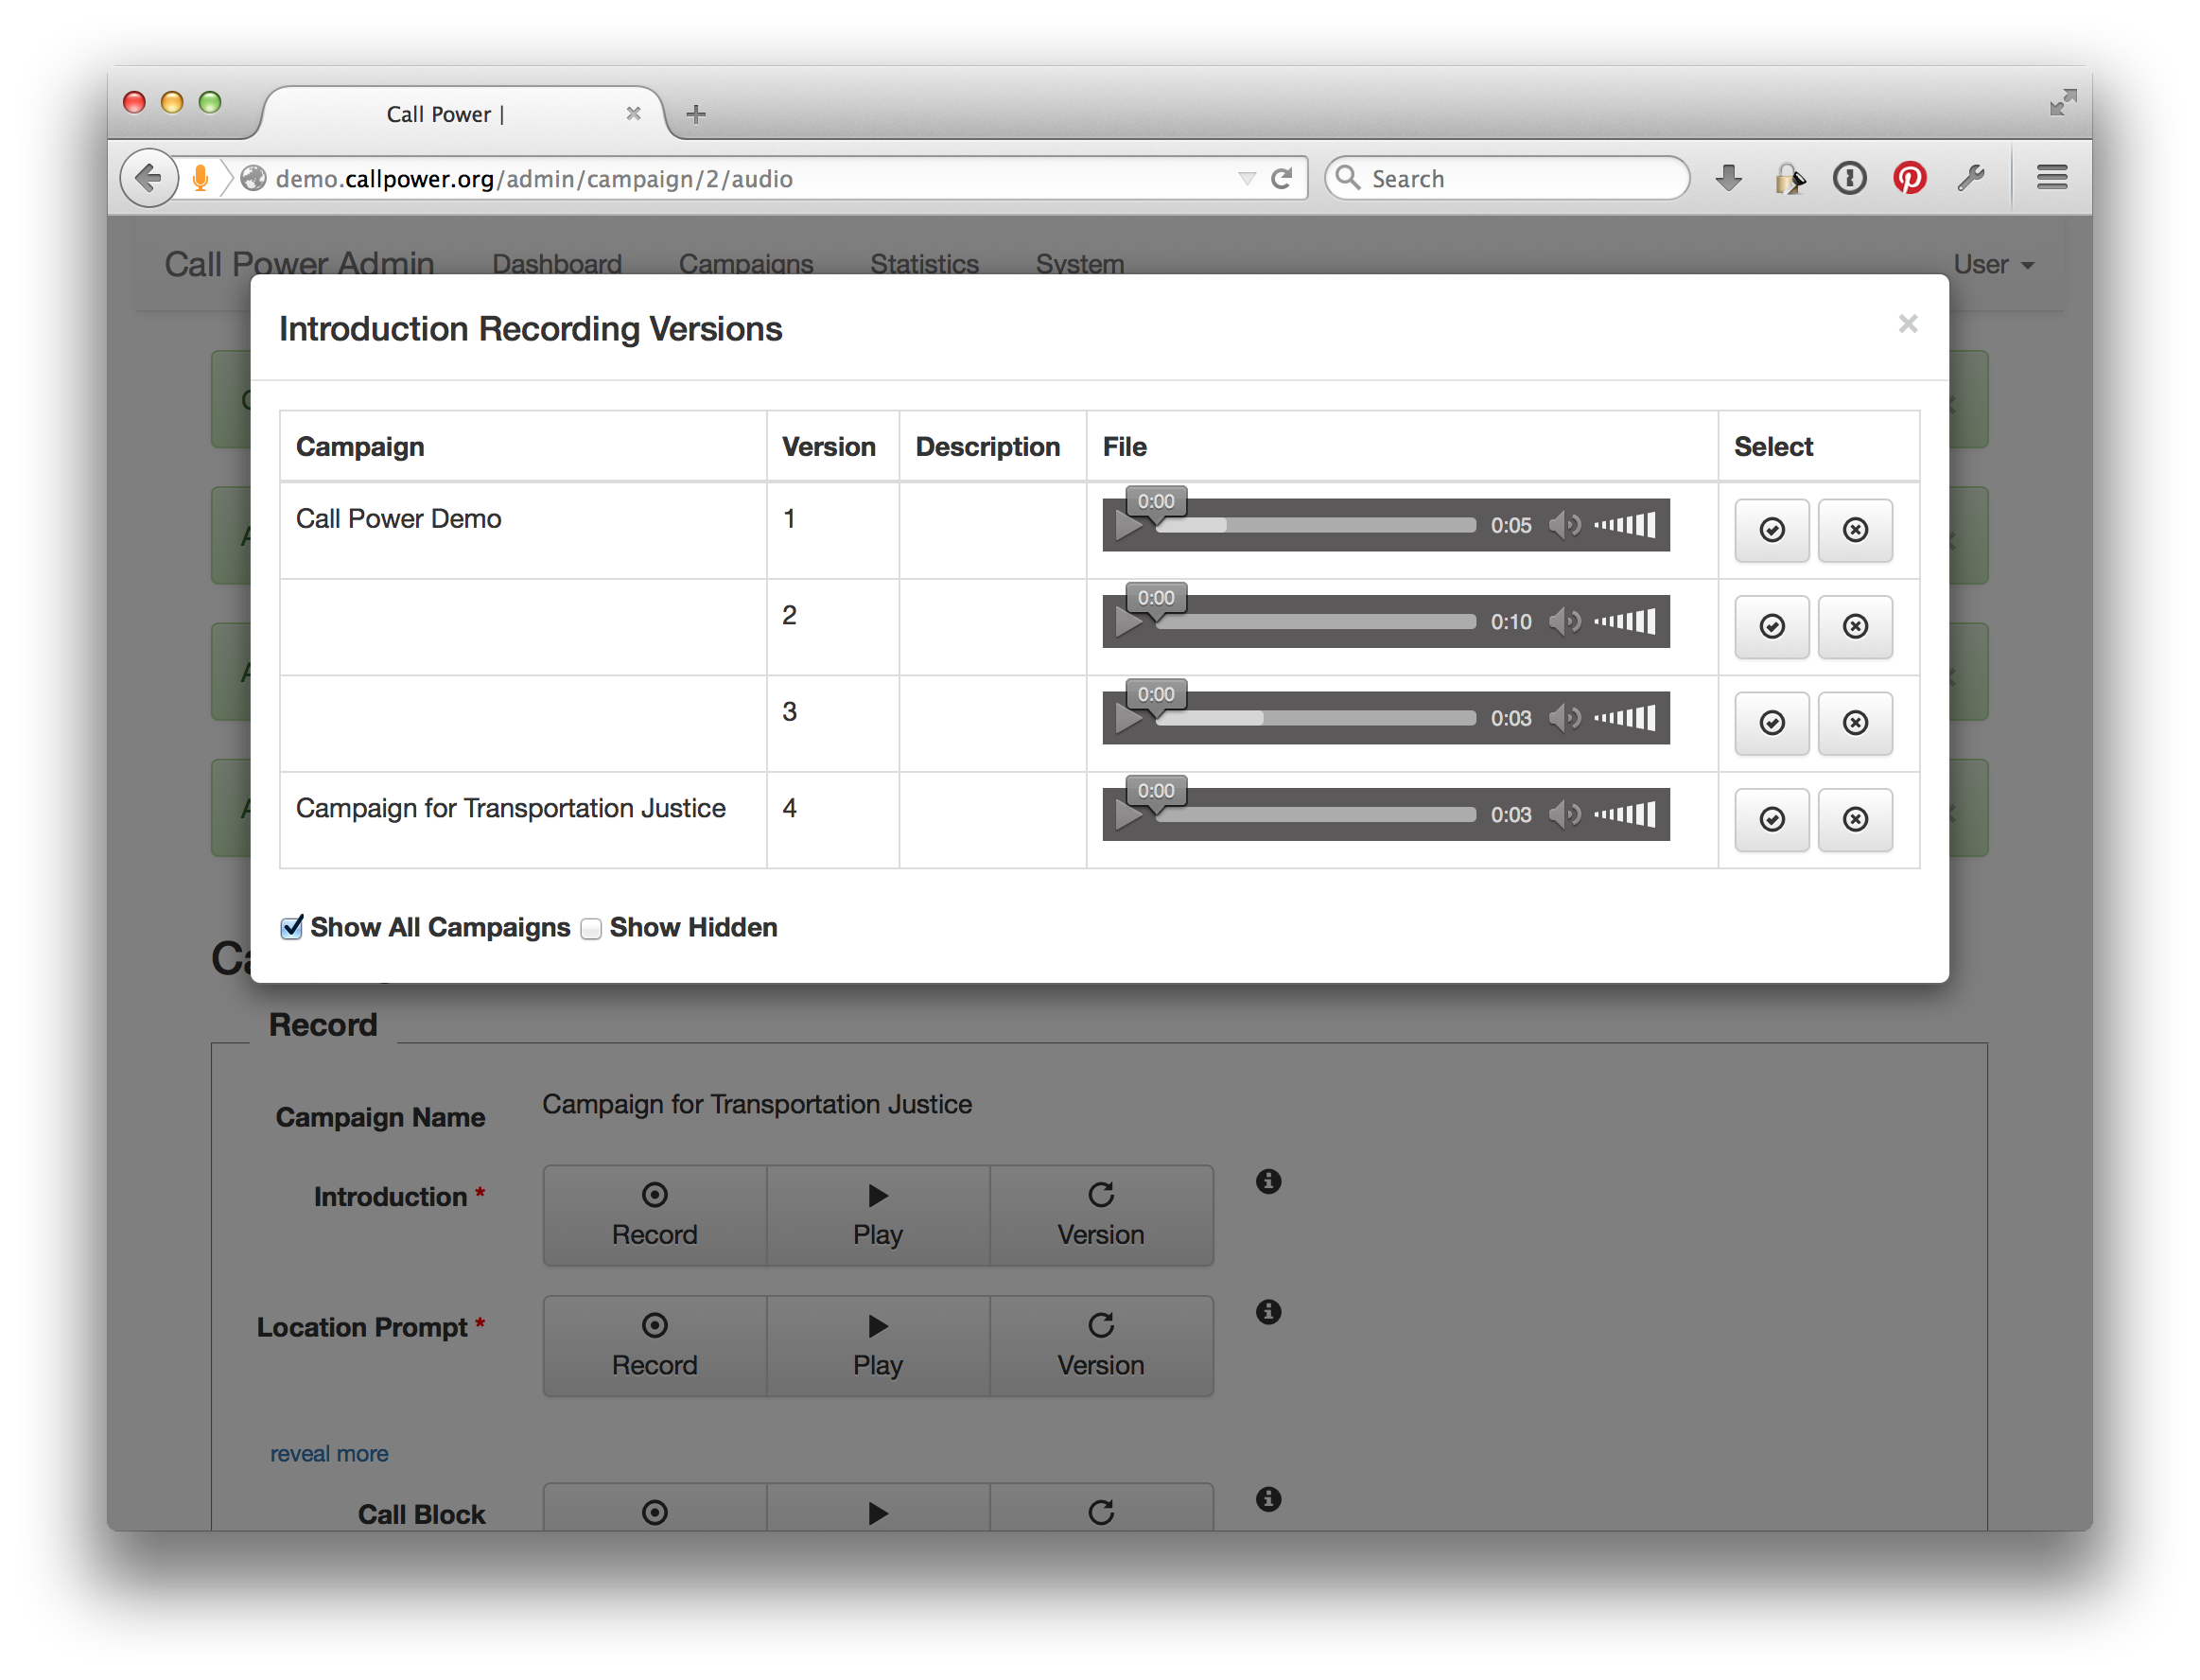 Call Power |
demo.callpower.org/admin/campaign/2/audio
Search
Call Power Admin Dashboard Campaigns Statistics System User
Introduction Recording Versions
Campaign Version Description File Select
Call Power Demo 1 0:00 0:05
2 0:00 0:10
3 0:00 0:03
Campaign for Transportation Justice 4 0:00 0:03
Show All Campaigns Show Hidden
Record
Campaign Name Campaign for Transportation Justice
Introduction *
Record Play Version
Location Prompt *
Record Play Version
reveal more
Call Block